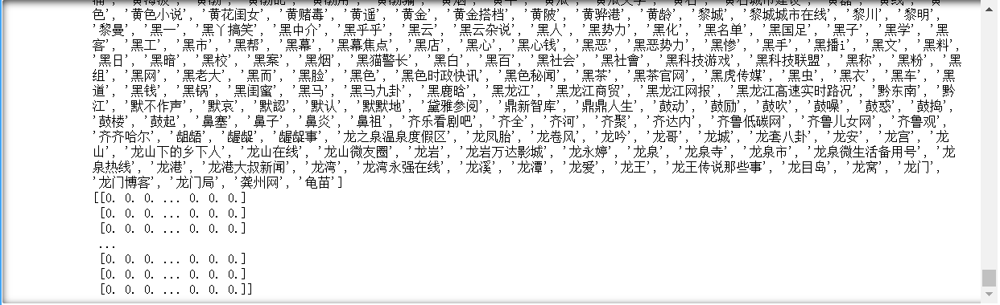 色', '黄色小说', '黄花闺女', '黄赌毒', '黄遥', '黄金', '黄金搭档', '黄陂', '黄骅港', '黄龄', '黎城', '黎城城市在线', '黎川', '黎明',
'黎曼', '黑一', '黑丫搞笑', '黑中介', '黑乎乎', '黑云', '黑云杂说', '黑人', '黑势力', '黑化', '黑名单', '黑国足', '黑子', '黑学', '黑
客', '黑工', '黑市', '黑帮', '黑幕', '黑幕焦点', '黑店', '黑心', '黑心钱', '黑恶', '黑恶势力', '黑惨', '黑手', '黑播i', '黑文', '黑料',
'黑日', '黑暗', '黑校', '黑案', '黑烟', '黑猫警长', '黑白', '黑百', '黑社会', '黑社會', '黑科技游戏', '黑科技联盟', '黑称', '黑粉', '黑
组', '黑网', '黑老大', '黑而', '黑脸', '黑色', '黑色时政快讯', '黑色秘闻', '黑茶', '黑茶官网', '黑虎传媒', '黑虫', '黑衣', '黑车', '黑
道', '黑钱', '黑锅', '黑闺蜜', '黑马', '黑马九卦', '黑鹿晗', '黑龙江', '黑龙江商贸', '黑龙江网报', '黑龙江高速实时路况', '黔东南', '黔
江', '默不作声', '默哀', '默認', '默认', '默默地', '黛雅参阅', '鼎新智库', '鼎鼎人生', '鼓动', '鼓励', '鼓吹', '鼓噪', '鼓惑', '鼓捣',
'鼓楼', '鼓起', '鼻塞', '鼻子', '鼻炎', '鼻祖', '齐乐看剧吧', '齐全', '齐河', '齐聚', '齐达内', '齐鲁低碳网', '齐鲁儿女网', '齐鲁观',
'齐齐哈尔', '龃龉', '龌龊', '龌龊事', '龙之泉温泉度假区', '龙凤胎', '龙卷风', '龙吟', '龙哥', '龙城', '龙套八卦', '龙安', '龙宫', '龙
山', '龙山下的乡下人', '龙山在线', '龙山微友圈', '龙岩', '龙岩万达影城', '龙永婷', '龙泉', '龙泉寺', '龙泉市', '龙泉微生活备用号', '龙
泉热线', '龙港', '龙港大叔新闻', '龙湾', '龙湾永强在线', '龙溪', '龙潭', '龙爱', '龙王', '龙王传说那些事', '龙目岛', '龙窝', '龙门',
'龙门博客', '龙门局', '龚州网', '龟苗']
[[0. 0. 0. ... 0. 0. 0.]
[0. 0. 0. ... 0. 0. 0.]
[0. 0. 0. ... 0. 0. 0.]
...
[0. 0. 0. ... 0. 0. 0.]
[0. 0. 0. ... 0. 0. 0.]
[0. 0. 0. ... 0. 0. 0.]]